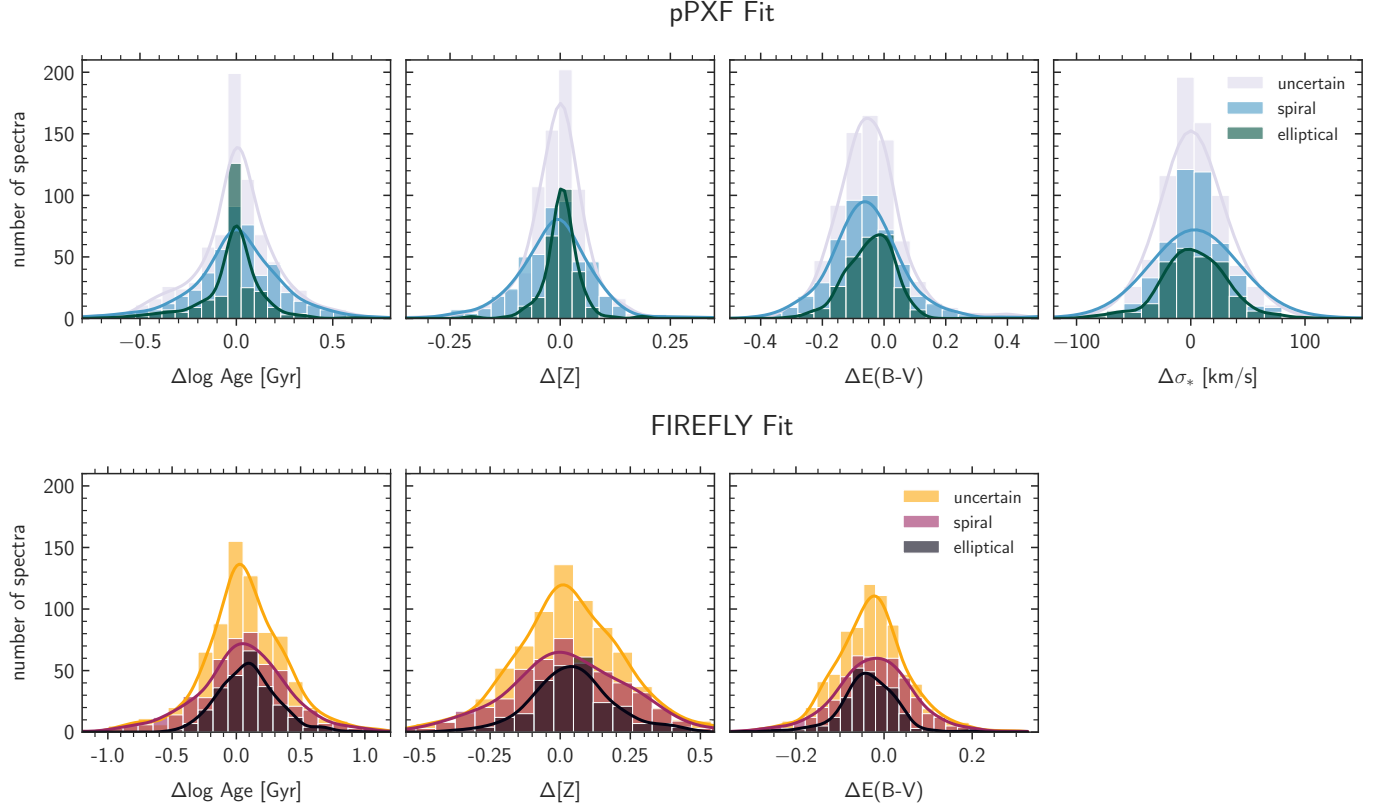 pPXF Fit
number of spectra
200
150
100
50
0
uncertain
spiral
elliptical
−0.5 0.0 0.5
-0.25 0.0 0.25
-0.4 -0.2 0.0 0.2 0.4
−100 0 100
Δlog Age [Gyr]
Δ[Z]
ΔE(B-V)
Δσ* [km/s]
FIREFLY Fit
number of spectra
200
150
100
50
0
uncertain
spiral
elliptical
-1.0 -0.5 0.0 0.5 1.0
-0.5 -0.25 0.0 0.25 0.5
−0.2 0.0 0.2
Δlog Age [Gyr]
Δ[Z]
ΔE(B-V)